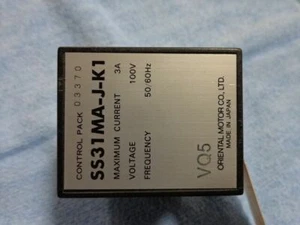 CONTROL PACK 03370
SS31MA-J-K1
MAXIMUM CURRENT 3A
VOLTAGE 100V
FREQUENCY 50.60Hz
VQ5
ORIENTAL MOTOR CO., LTD.
MADE IN JAPAN